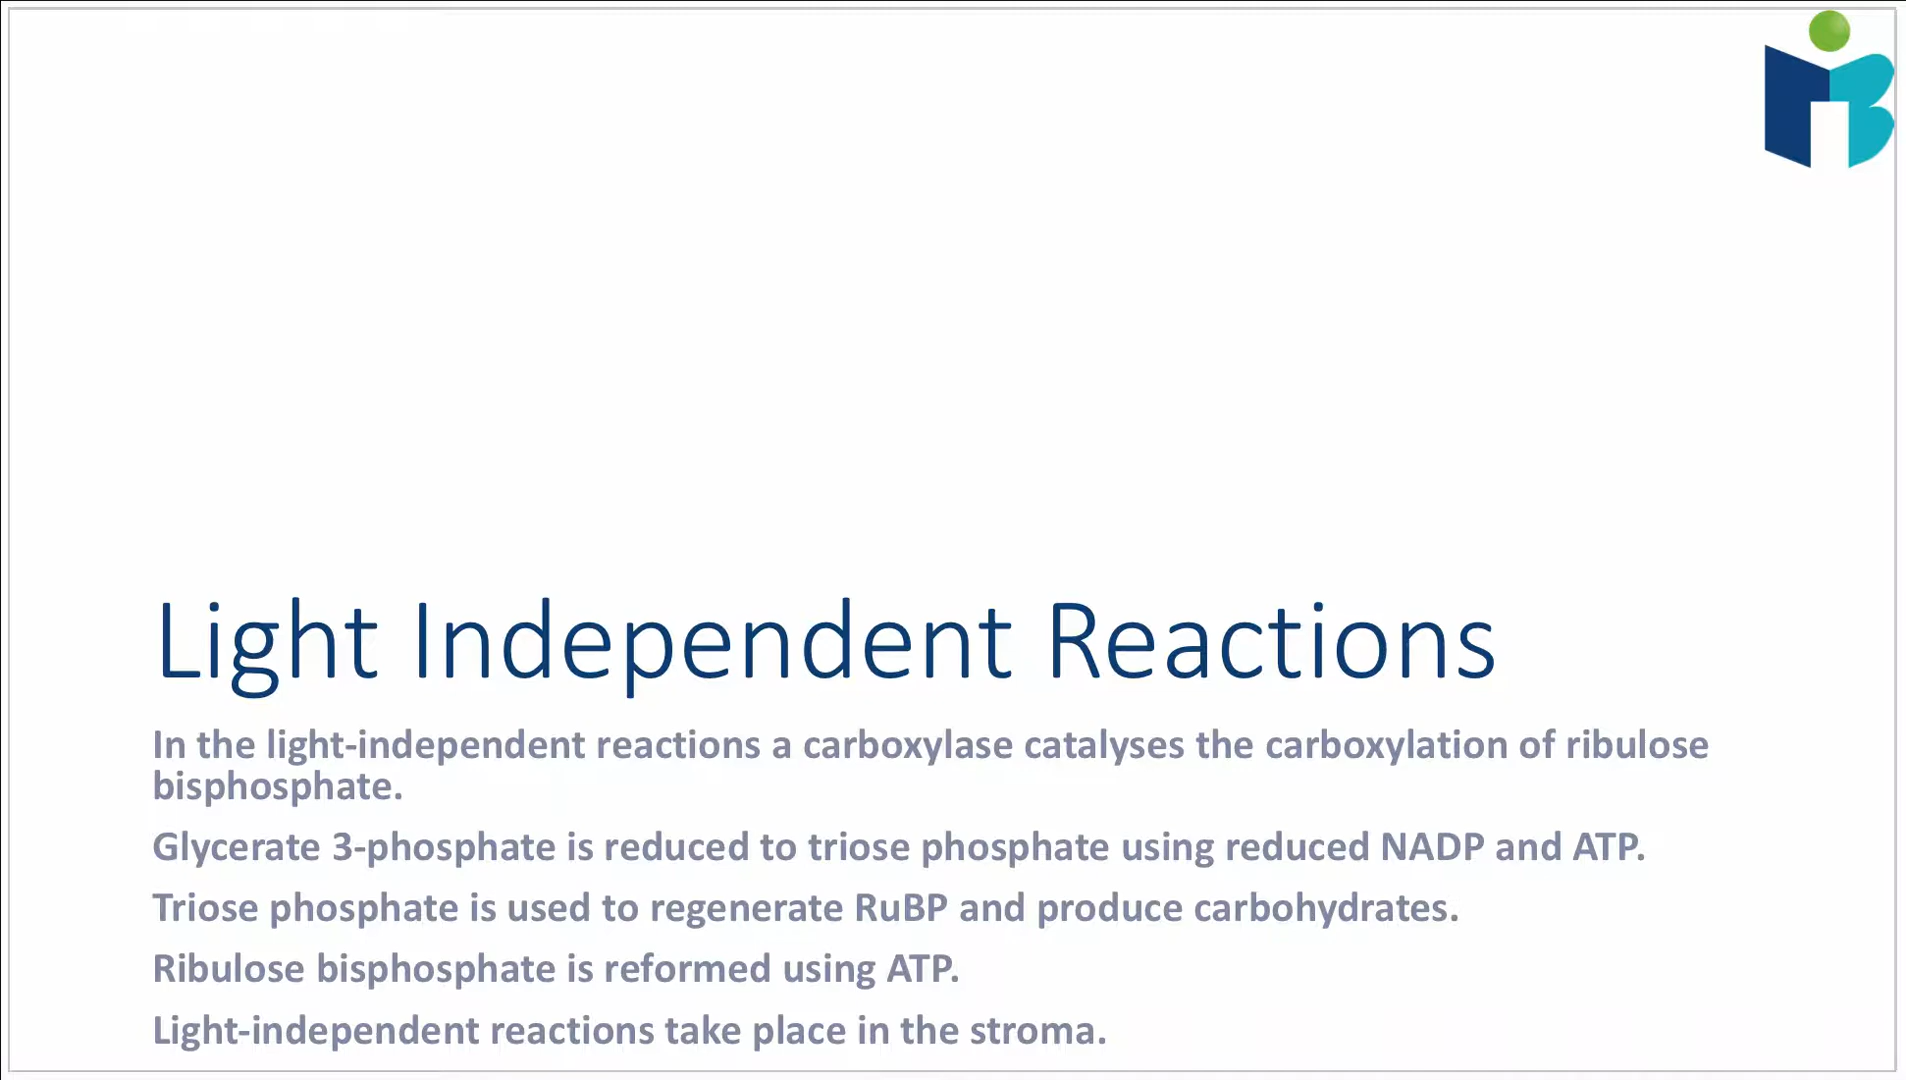 Light Independent Reactions
In the light-independent reactions a carboxylase catalyses the carboxylation of ribulose
bisphosphate.
Glycerate 3-phosphate is reduced to triose phosphate using reduced NADP and ATP.
Triose phosphate is used to regenerate RuBP and produce carbohydrates.
Ribulose bisphosphate is reformed using ATP.
Light-independent reactions take place in the stroma.